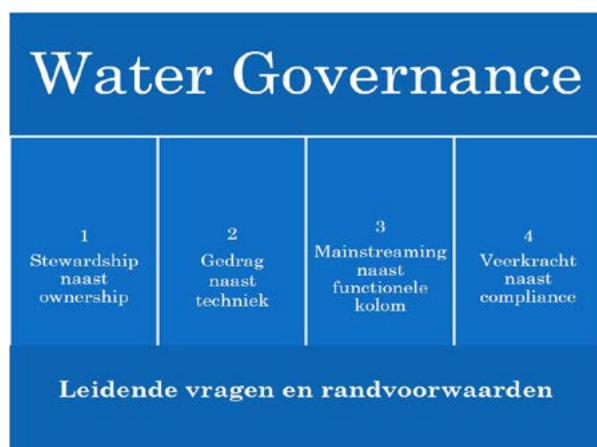 Water Governance
1
Stewardship
naast
ownership
2
Gedrag
naast
techniek
3
Mainstreaming
naast
functionele
kolom
4
Veerkracht
naast
compliance
Leidende vragen en randvoorwaarden